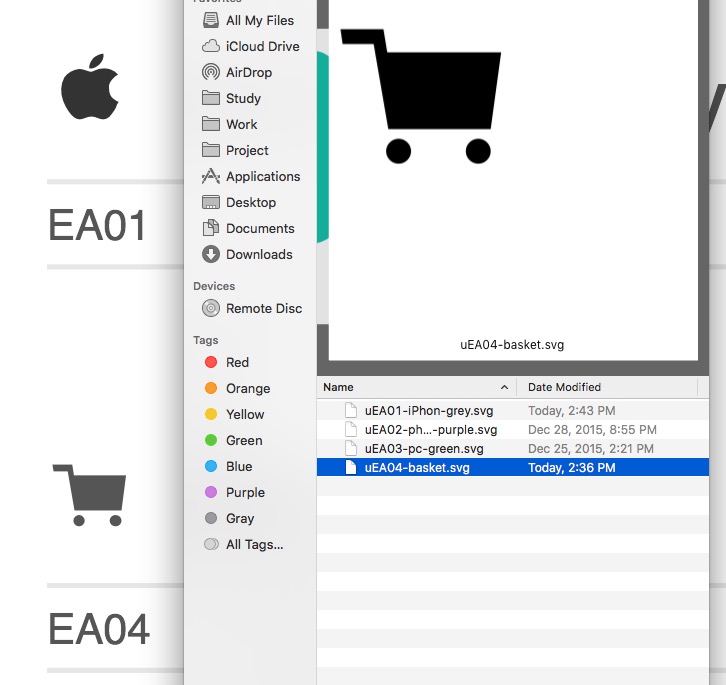 Favorites
All My Files
iCloud Drive
AirDrop
Study
Work
Project
Applications
Desktop
Documents
Downloads
Devices
Remote Disc
Tags
Red
Orange
Yellow
Green
Blue
Purple
Gray
All Tags...
EA01
EA04
uEA04-basket.svg
Name Date Modified
uEA01-iPhon-grey.svg Today, 2:43 PM
uEA02-ph...-purple.svg Dec 28, 2015, 8:55 PM
uEA03-pc-green.svg Dec 25, 2015, 2:21 PM
uEA04-basket.svg Today, 2:36 PM